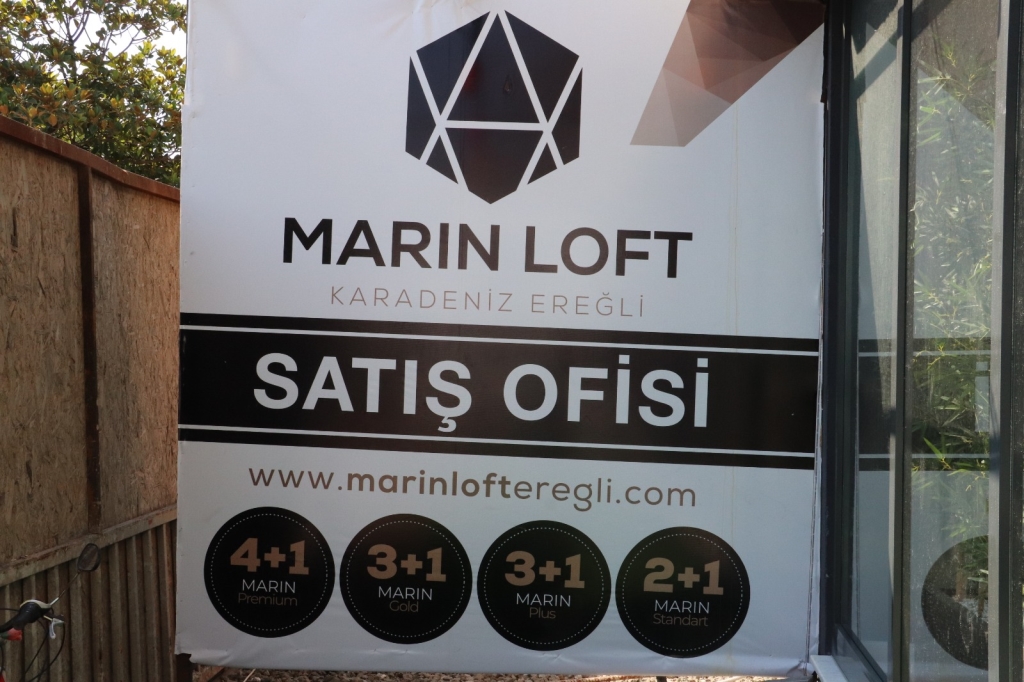 MARIN LOFT
KARADENİZ EREĞLİ
SATIŞ OFİSİ
www.marinlofteregli.com
4+1
MARIN
Premium
3+1
MARIN
Gold
3+1
MARIN
Plus
2+1
MARIN
Standart